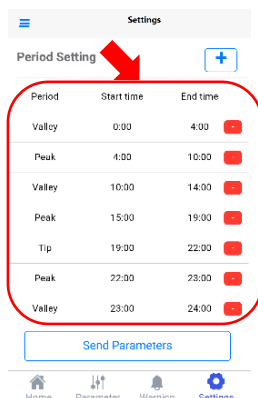 Settings
Period Setting +
Period Start time End time
Valley 0:00 4:00 -
Peak 4:00 10:00 -
Valley 10:00 14:00 -
Peak 15:00 19:00 -
Tip 19:00 22:00 -
Peak 22:00 23:00 -
Valley 23:00 24:00 -
Send Parameters
Home Parameter Warning Settings